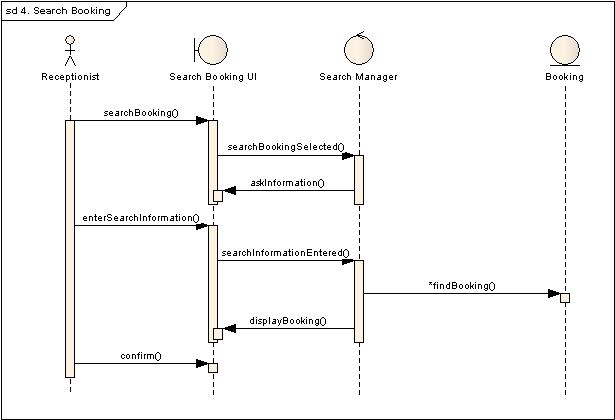 sd 4. Search Booking
Receptionist
Search Booking UI
Search Manager
Booking
searchBooking()
searchBookingSelected()
askInformation()
enterSearchInformation()
searchInformationEntered()
*findBooking()
displayBooking()
confirm()